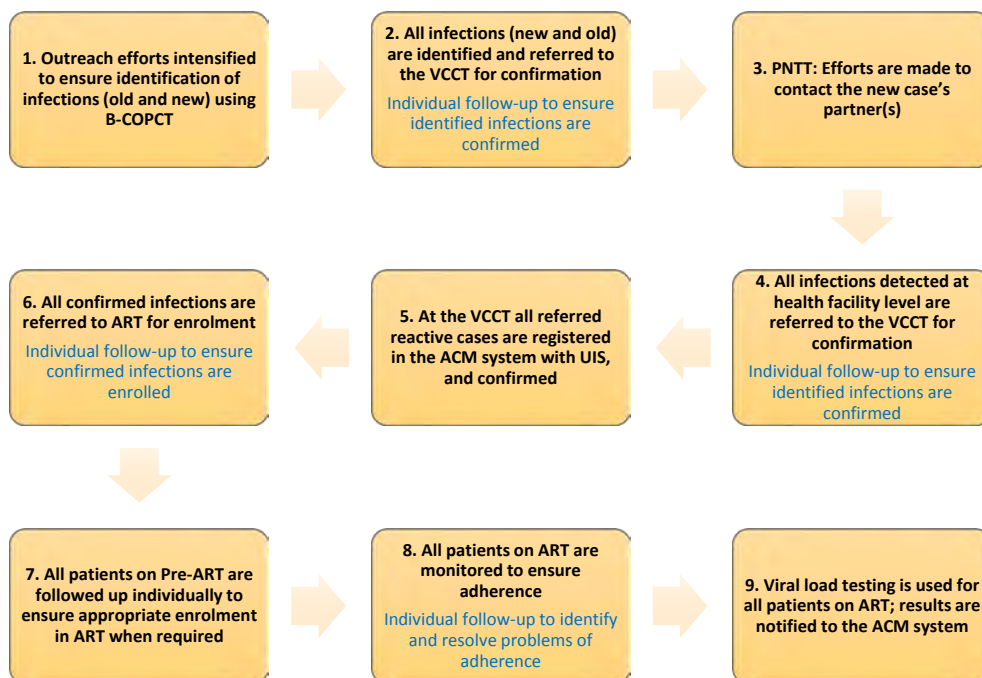 1. Outreach efforts intensified
to ensure identification of
infections (old and new) using
B-COPCT
2. All infections (new and old)
are identified and referred to
the VCCT for confirmation
Individual follow-up to ensure
identified infections are
confirmed
3. PNTT: Efforts are made to
contact the new case’s
partner(s)
4. All infections detected at
health facility level are
referred to the VCCT for
confirmation
Individual follow-up to ensure
identified infections are
confirmed
5. At the VCCT all referred
reactive cases are registered
in the ACM system with UIS,
and confirmed
6. All confirmed infections are
referred to ART for enrolment
Individual follow-up to ensure
confirmed infections are
enrolled
7. All patients on Pre-ART are
followed up individually to
ensure appropriate enrolment
in ART when required
8. All patients on ART are
monitored to ensure
adherence
Individual follow-up to identify
and resolve problems of
adherence
9. Viral load testing is used for
all patients on ART; results are
notified to the ACM system